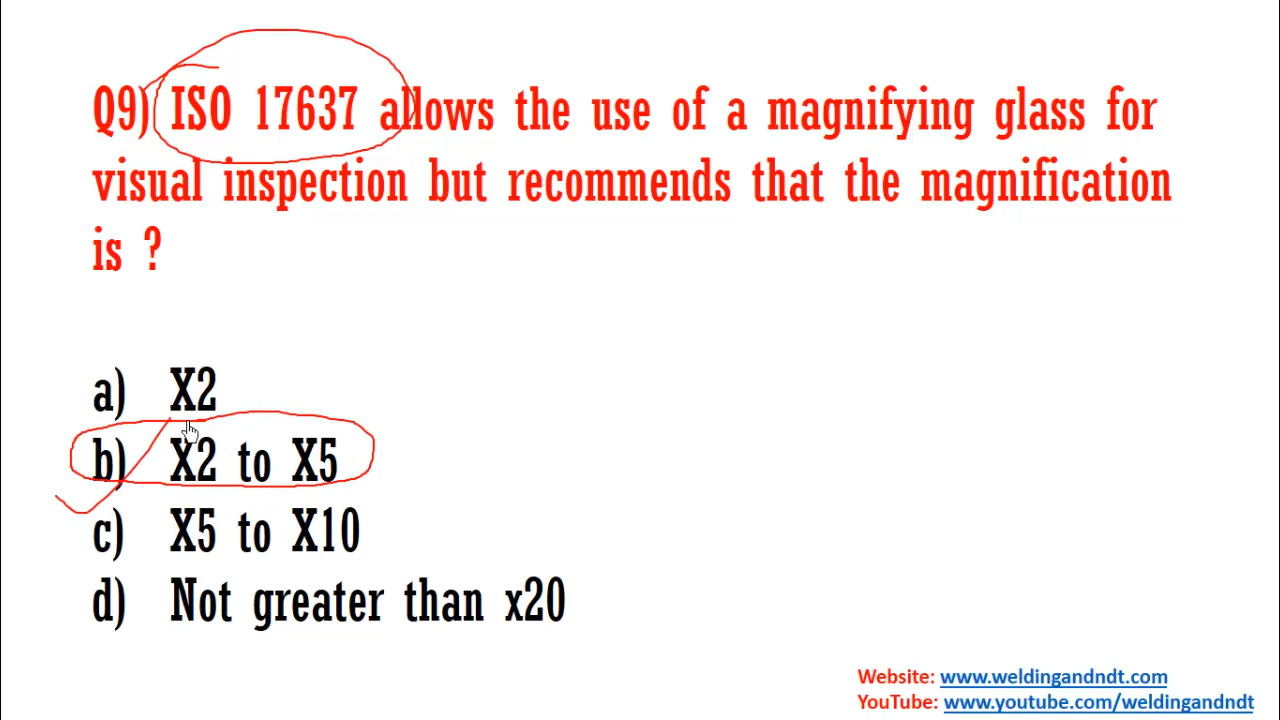 Q9) ISO 17637 allows the use of a magnifying glass for
visual inspection but recommends that the magnification
is ?
a) X2
b) X2 to X5
c) X5 to X10
d) Not greater than x20
Website: www.weldingandndt.com
YouTube: www.youtube.com/weldingandndt